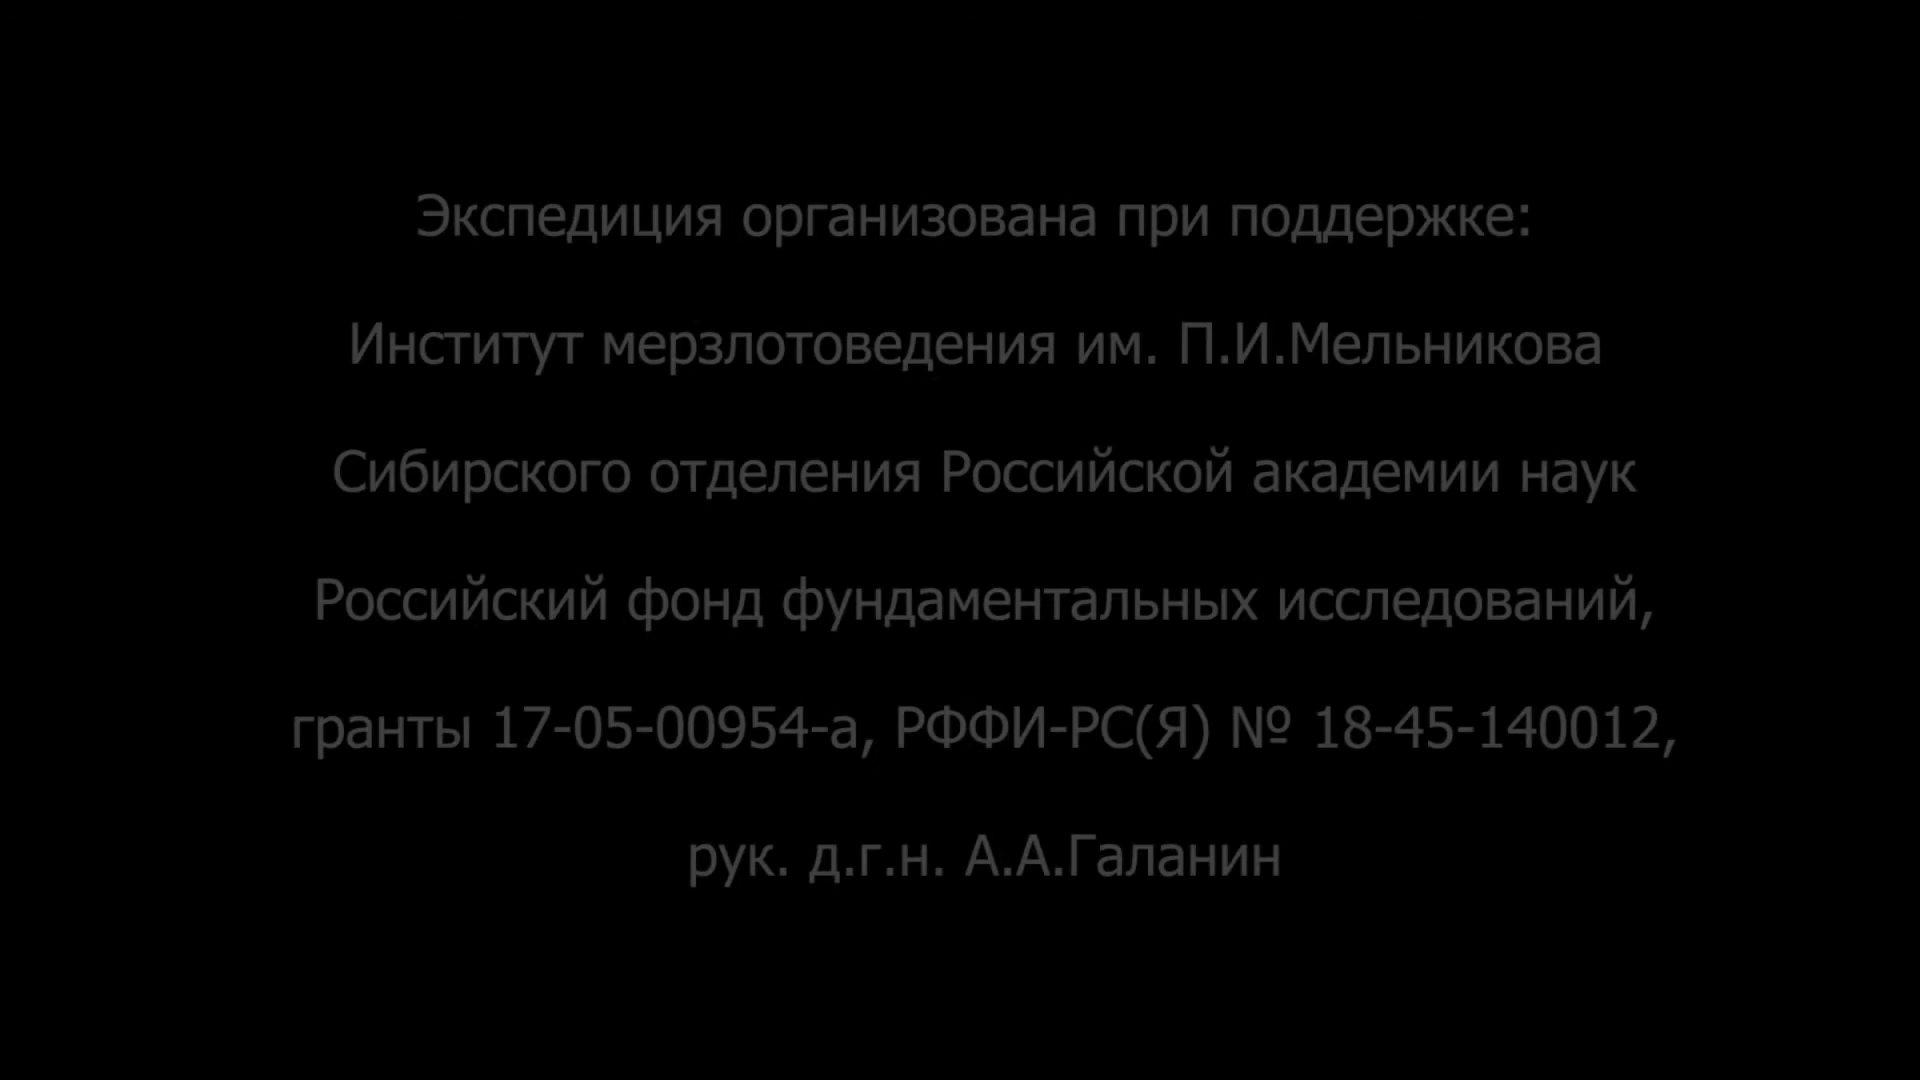 Экспедиция организована при поддержке:
Институт мерзлотоведения им. П.И.Мельникова
Сибирского отделения Российской академии наук
Российский фонд фундаментальных исследований,
гранты 17-05-00954-а, РФФИ-РС(Я) № 18-45-140012,
рук. д.г.н. А.А.Галанин